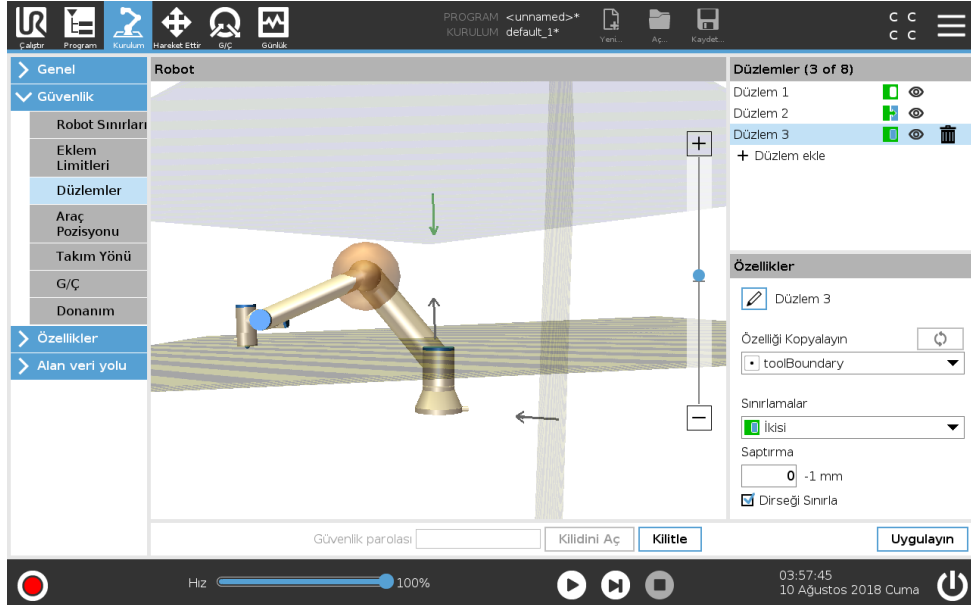 PROGRAM <unnamed>*
KURULUM default_1*
Çalıştır Program Kurulum Hareket Ettir G/Ç Günlük
Yeni... Aç... Kaydet...
C C
C C
Genel
Güvenlik
Robot Sınırları
Eklem
Limitleri
Düzlemler
Araç
Pozisyonu
Takım Yönü
G/Ç
Donanım
Özellikler
Alan veri yolu
Robot
Düzlemler (3 of 8)
Düzlem 1
Düzlem 2
Düzlem 3
+ Düzlem ekle
Özellikler
Düzlem 3
Özelliği Kopyalayın
toolBoundary
Sınırlamalar
İkisi
Saptırma
0 -1 mm
Dirseği Sınırla
Güvenlik parolası
Kilidini Aç
Kilitle
Uygulayın
Hız
100%
03:57:45
10 Ağustos 2018 Cuma